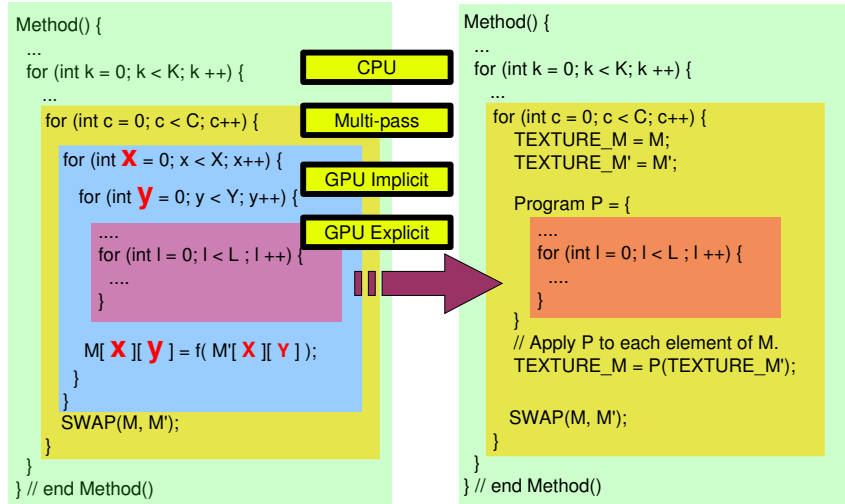 Method() {
...
for (int k = 0; k < K; k ++) {
...
for (int c = 0; c < C; c++) {
for (int x = 0; x < X; x++) {
for (int y = 0; y < Y; y++) {
....
for (int l = 0; l < L ; l ++) {
....
}
M[ X ][ y ] = f( M'[ X ][ Y ] );
}
}
SWAP(M, M');
}
}
} // end Method()
CPU
Multi-pass
GPU Implicit
GPU Explicit
Method() {
...
for (int k = 0; k < K; k ++) {
...
for (int c = 0; c < C; c++) {
TEXTURE_M = M;
TEXTURE_M' = M';
Program P = {
....
for (int l = 0; l < L ; l ++) {
....
}
}
// Apply P to each element of M.
TEXTURE_M = P(TEXTURE_M');
SWAP(M, M');
}
}
} // end Method()